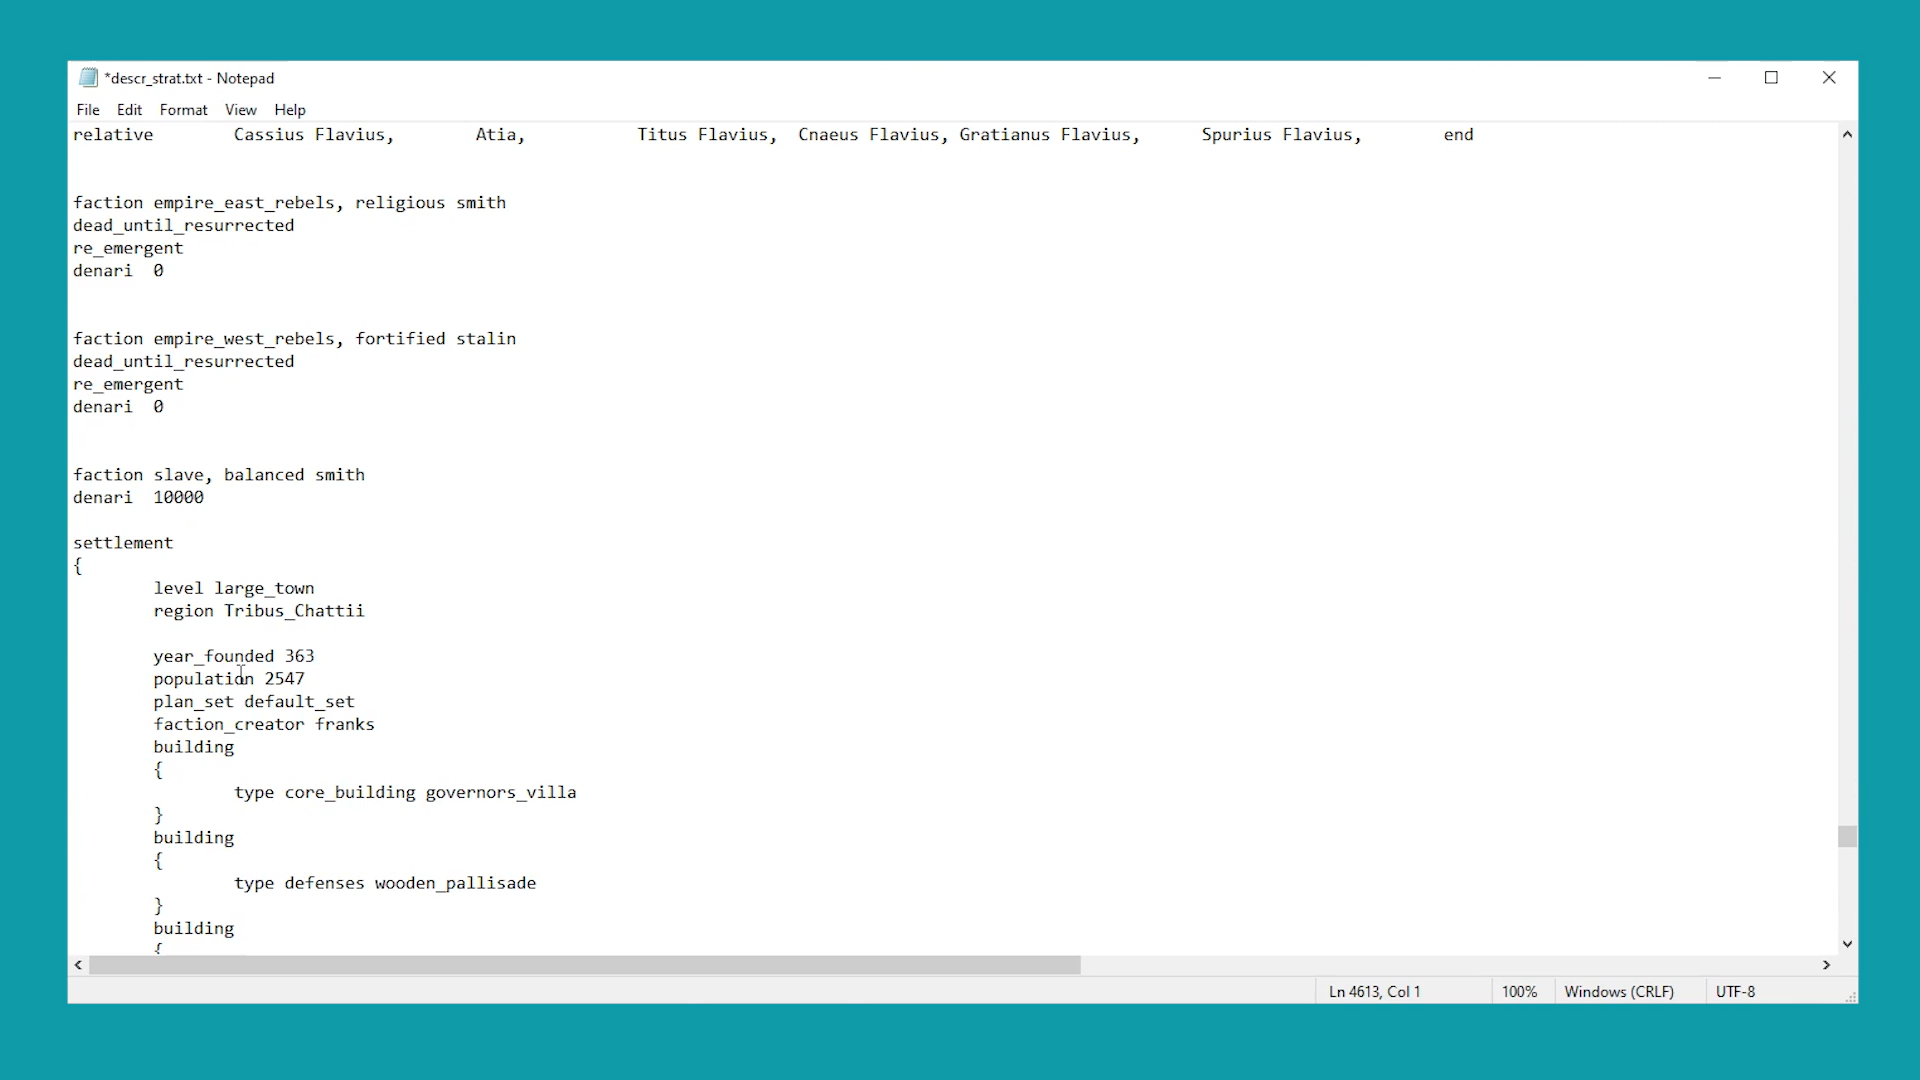 *descr_strat.txt - Notepad
File Edit Format View Help
relative Cassius Flavius, Atia, Titus Flavius, Cnaeus Flavius, Gratianus Flavius, Spurius Flavius, end
faction empire_east_rebels, religious smith
dead_until_resurrected
re_emergent
denari 0
faction empire_west_rebels, fortified stalin
dead_until_resurrected
re_emergent
denari 0
faction slave, balanced smith
denari 10000
settlement
{
level large_town
region Tribus_Chattii
year_founded 363
population 2547
plan_set default_set
faction_creator franks
building
{
type core_building governors_villa
}
building
{
type defenses wooden_pallisade
}
building
{
Ln 4613, Col 1 100% Windows (CRLF) UTF-8